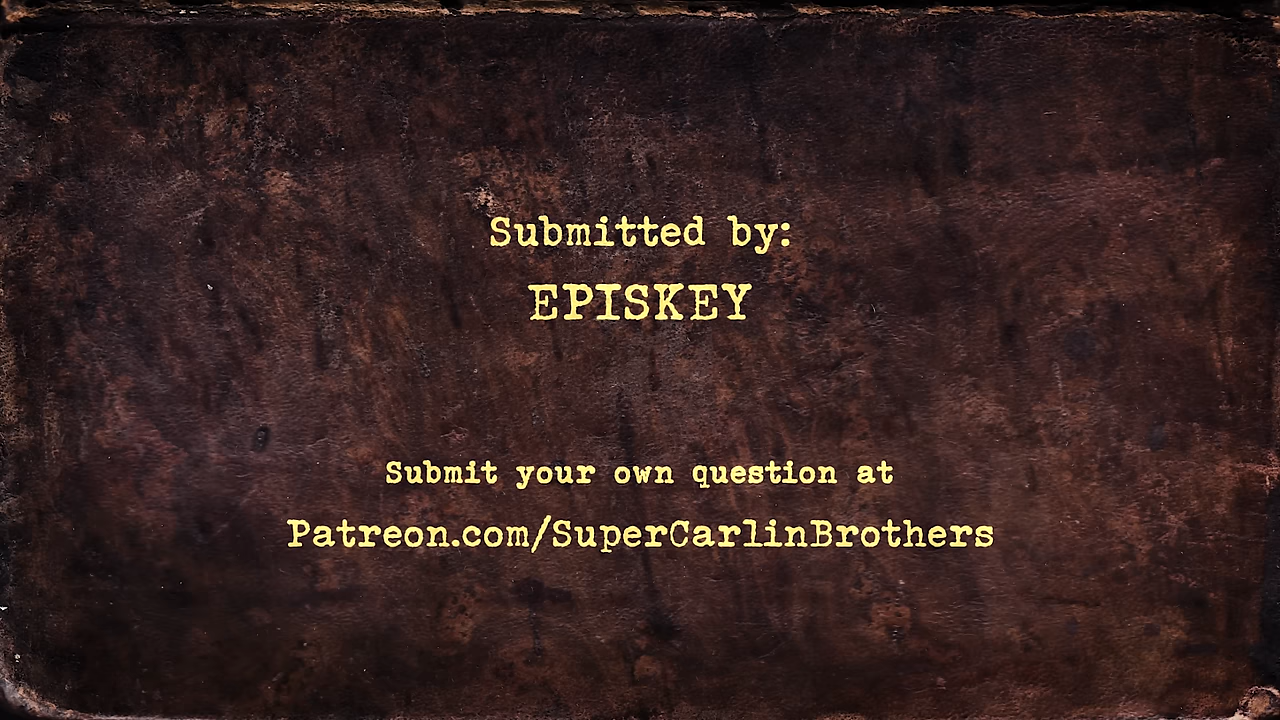 Submitted by:
EPISKEY
Submit your own question at
Patreon.com/SuperCarlinBrothers